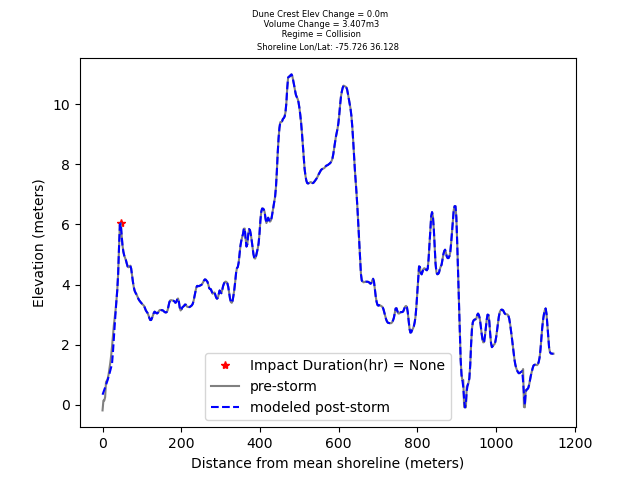 Dune Crest Elev Change = 0.0m
Volume Change = 3.407m3
Regime = Collision
Shoreline Lon/Lat: -75.726 36.128
10
8
6
4
2
0
Elevation (meters)
Impact Duration(hr) = None
pre-storm
modeled post-storm
0 200 400 600 800 1000 1200
Distance from mean shoreline (meters)